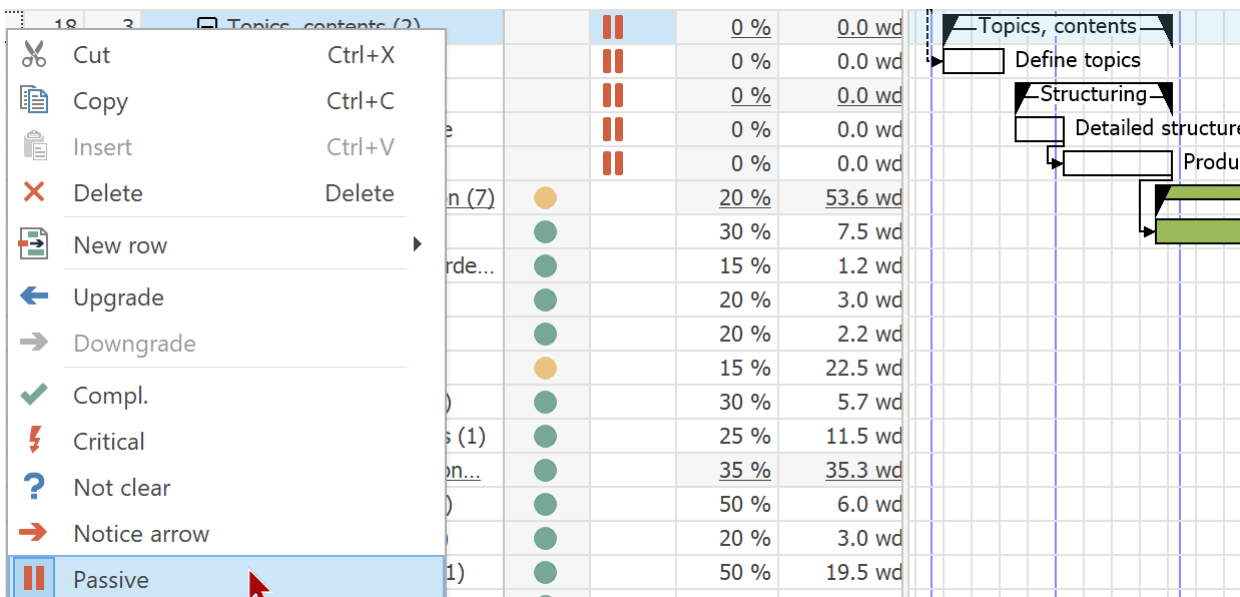 18 3 Topics, contents (2) 0 % 0.0 wd Topics, contents
Cut Ctrl+X 0 % 0.0 wd Define topics
Copy Ctrl+C 0 % 0.0 wd Structuring
Insert Ctrl+V e 0 % 0.0 wd Detailed structure
0 % 0.0 wd Produ
Delete Delete n (7) 20 % 53.6 wd
30 % 7.5 wd
New row rde... 15 % 1.2 wd
Upgrade 20 % 3.0 wd
Downgrade 20 % 2.2 wd
15 % 22.5 wd
Compl. ) 30 % 5.7 wd
Critical s (1) 25 % 11.5 wd
Not clear on... 35 % 35.3 wd
) 50 % 6.0 wd
Notice arrow ) 20 % 3.0 wd
Passive 1) 50 % 19.5 wd